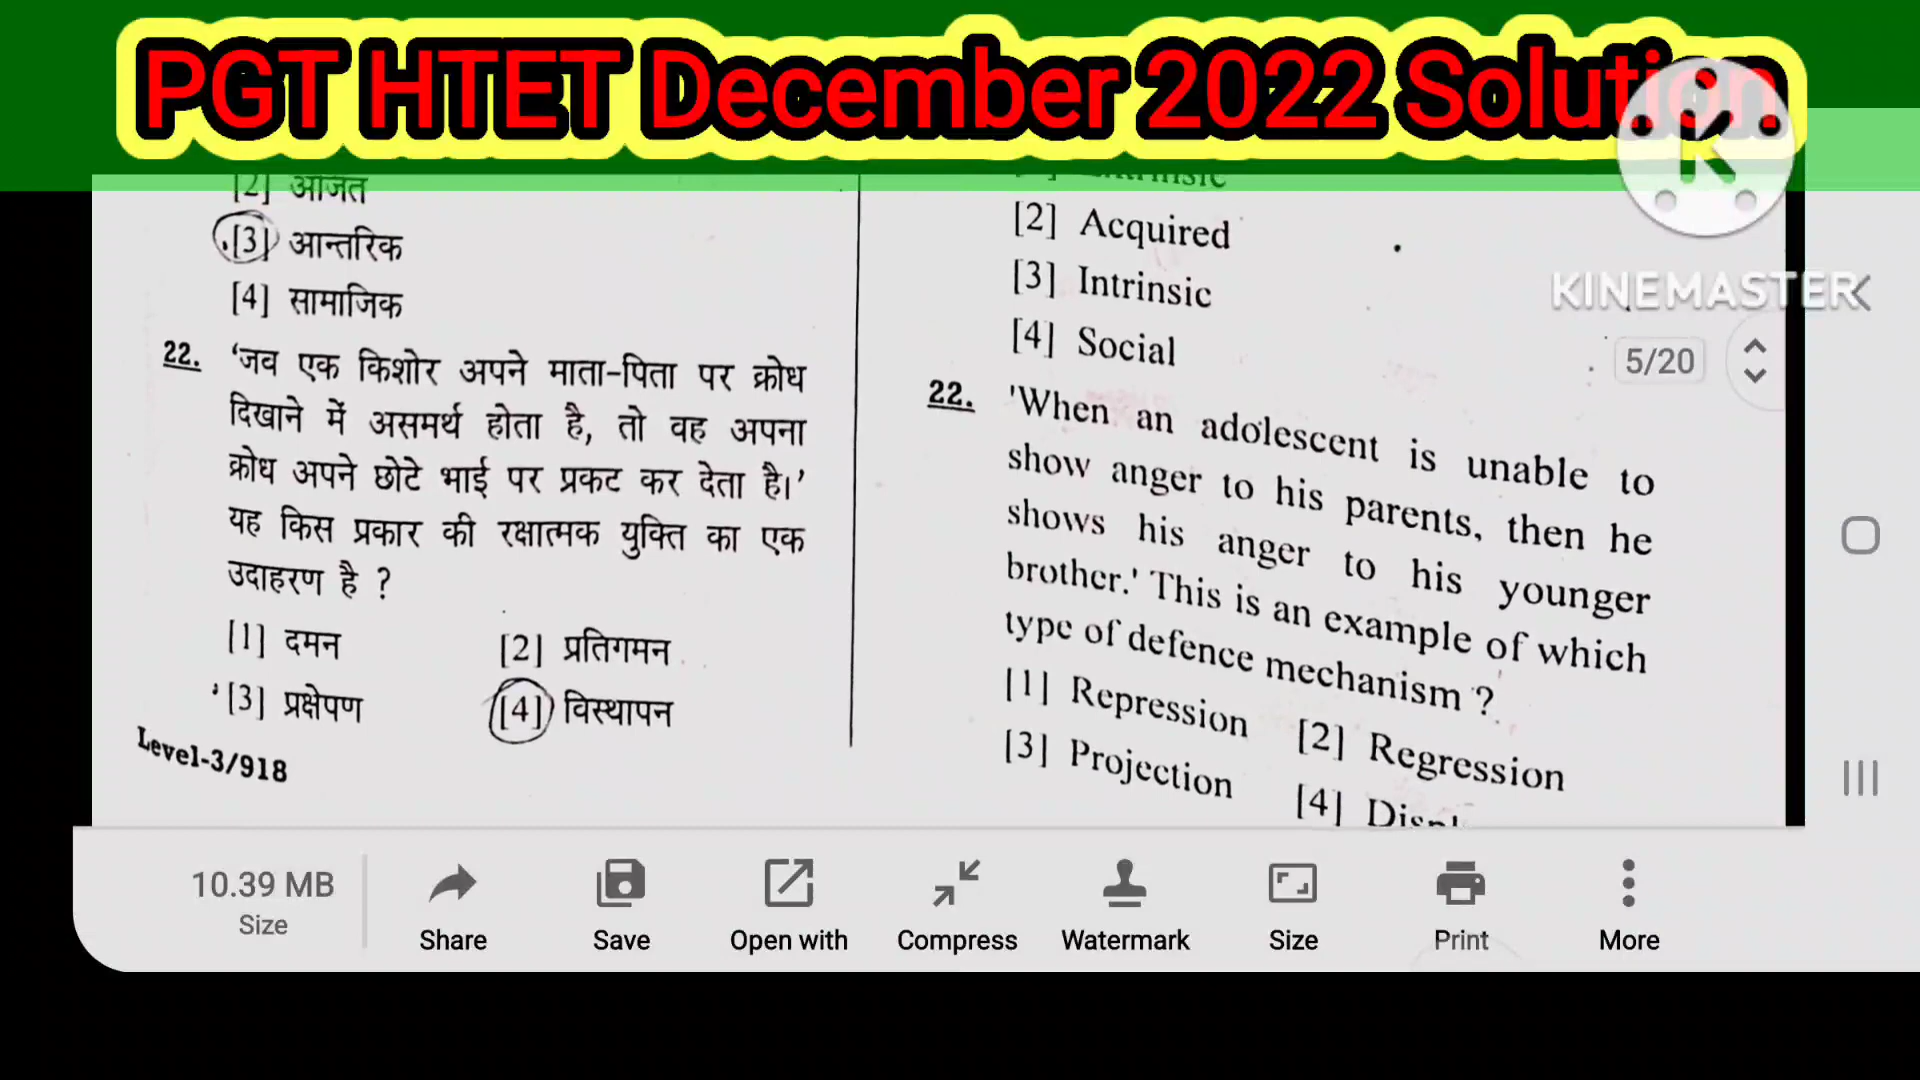 PGT HTET December 2022 Solution
K
KINEMASTER
[2] अर्जित
[3] आन्तरिक
[4] सामाजिक
22. 'जब एक किशोर अपने माता-पिता पर क्रोध
दिखाने में असमर्थ होता है, तो वह अपना
क्रोध अपने छोटे भाई पर प्रकट कर देता है।'
यह किस प्रकार की रक्षात्मक युक्ति का एक
उदाहरण है ?
[1] दमन [2] प्रतिगमन
[3] प्रक्षेपण [4] विस्थापन
Level-3/918
[2] Acquired
[3] Intrinsic
[4] Social
22. 'When an adolescent is unable to
show anger to his parents, then he
shows his anger to his younger
brother.' This is an example of which
type of defence mechanism ?
[1] Repression [2] Regression
[3] Projection [4]
5/20
10.39 MB
Size
Share
Save
Open with
Compress
Watermark
Size
Print
More